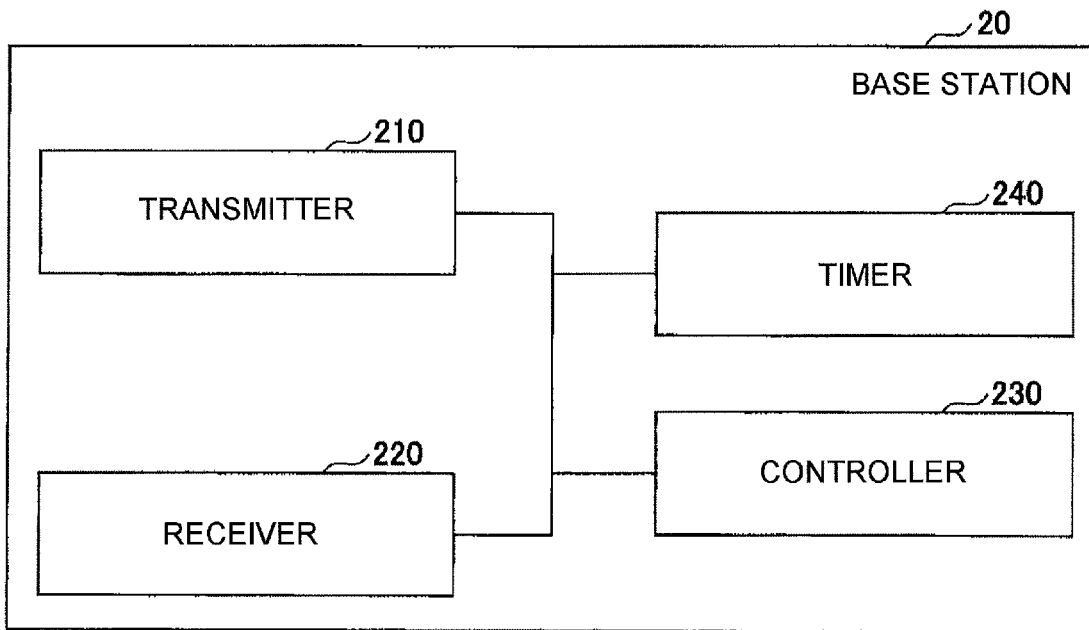 20
BASE STATION
210
TRANSMITTER
240
TIMER
220
RECEIVER
230
CONTROLLER